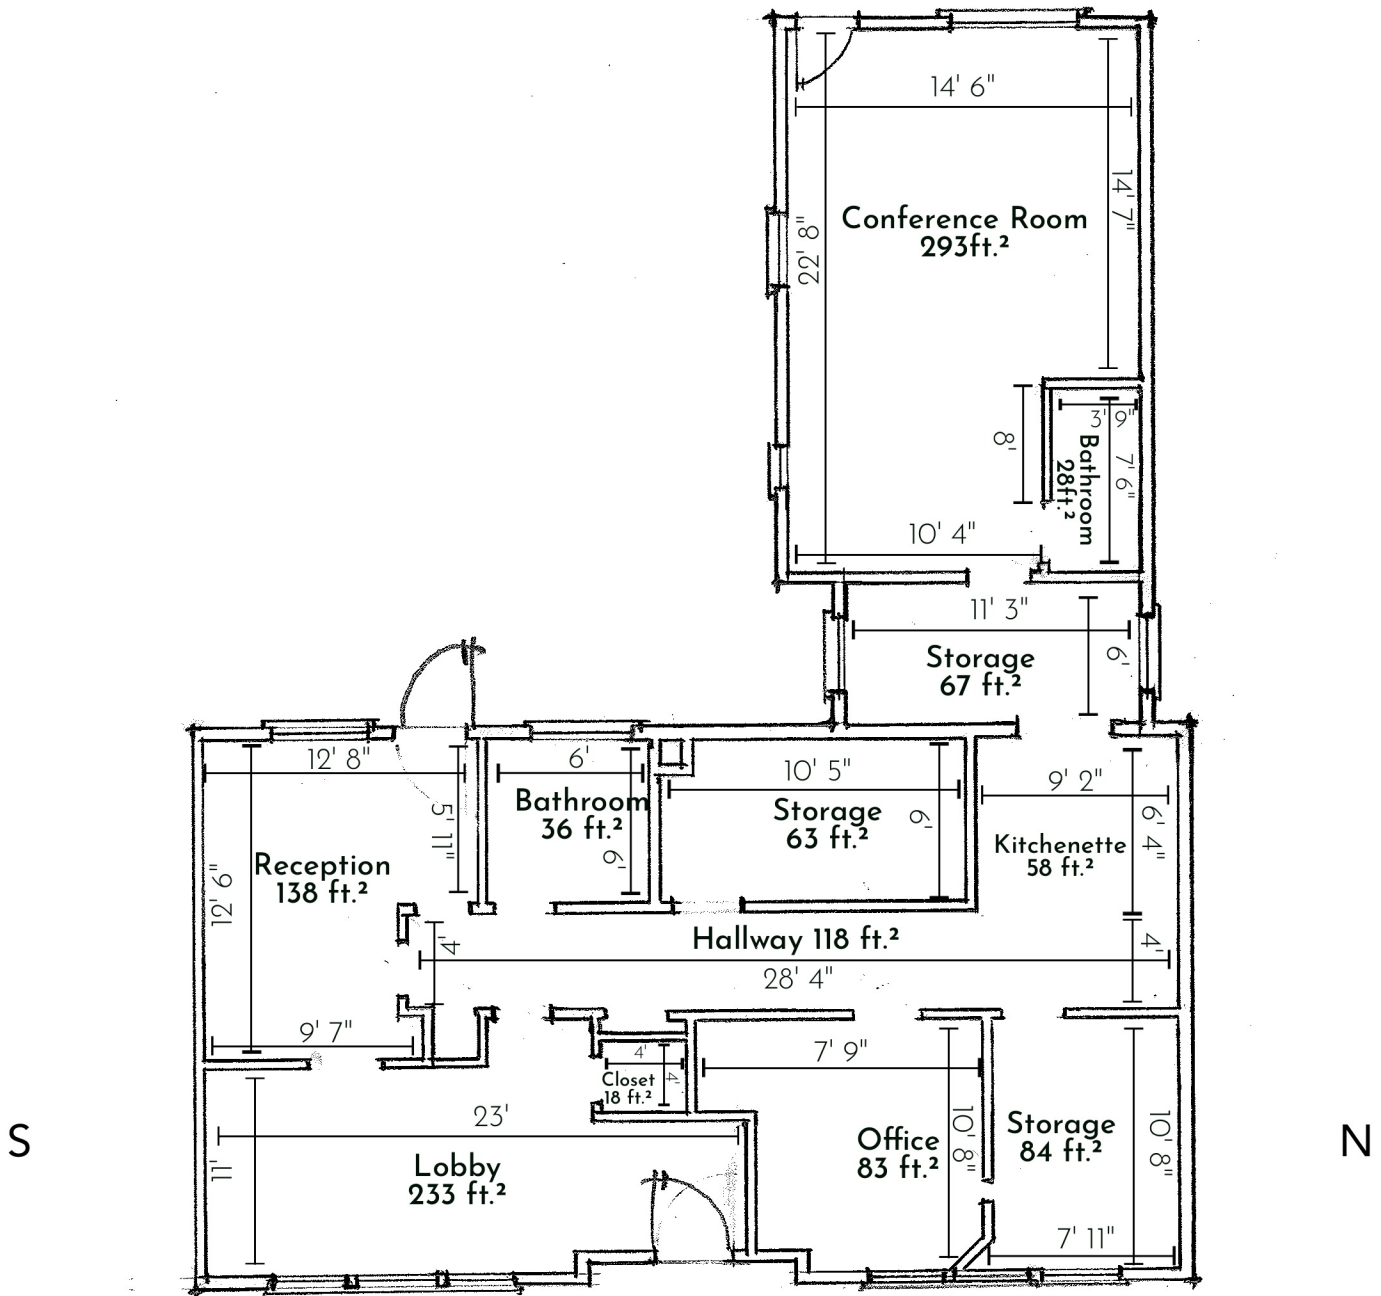 14' 6"
14' 7"
22' 8"
Conference Room
293ft.²
3' 9"
8'
Bathroom
28ft.²
7' 6"
10' 4"
11' 3"
6'
Storage
67 ft.²
12' 8"
5' 11"
12' 6"
Reception
138 ft.²
9' 7"
6'
Bathroom
36 ft.²
6'
10' 5"
Storage
63 ft.²
6'
9' 2"
6' 4"
Kitchenette
58 ft.²
4'
Hallway 118 ft.²
28' 4"
4'
4'
4'
Closet
18 ft.²
7' 9"
10' 8"
Office
83 ft.²
Storage
84 ft.²
10' 8"
7' 11"
23'
11'
Lobby
233 ft.²
S
N